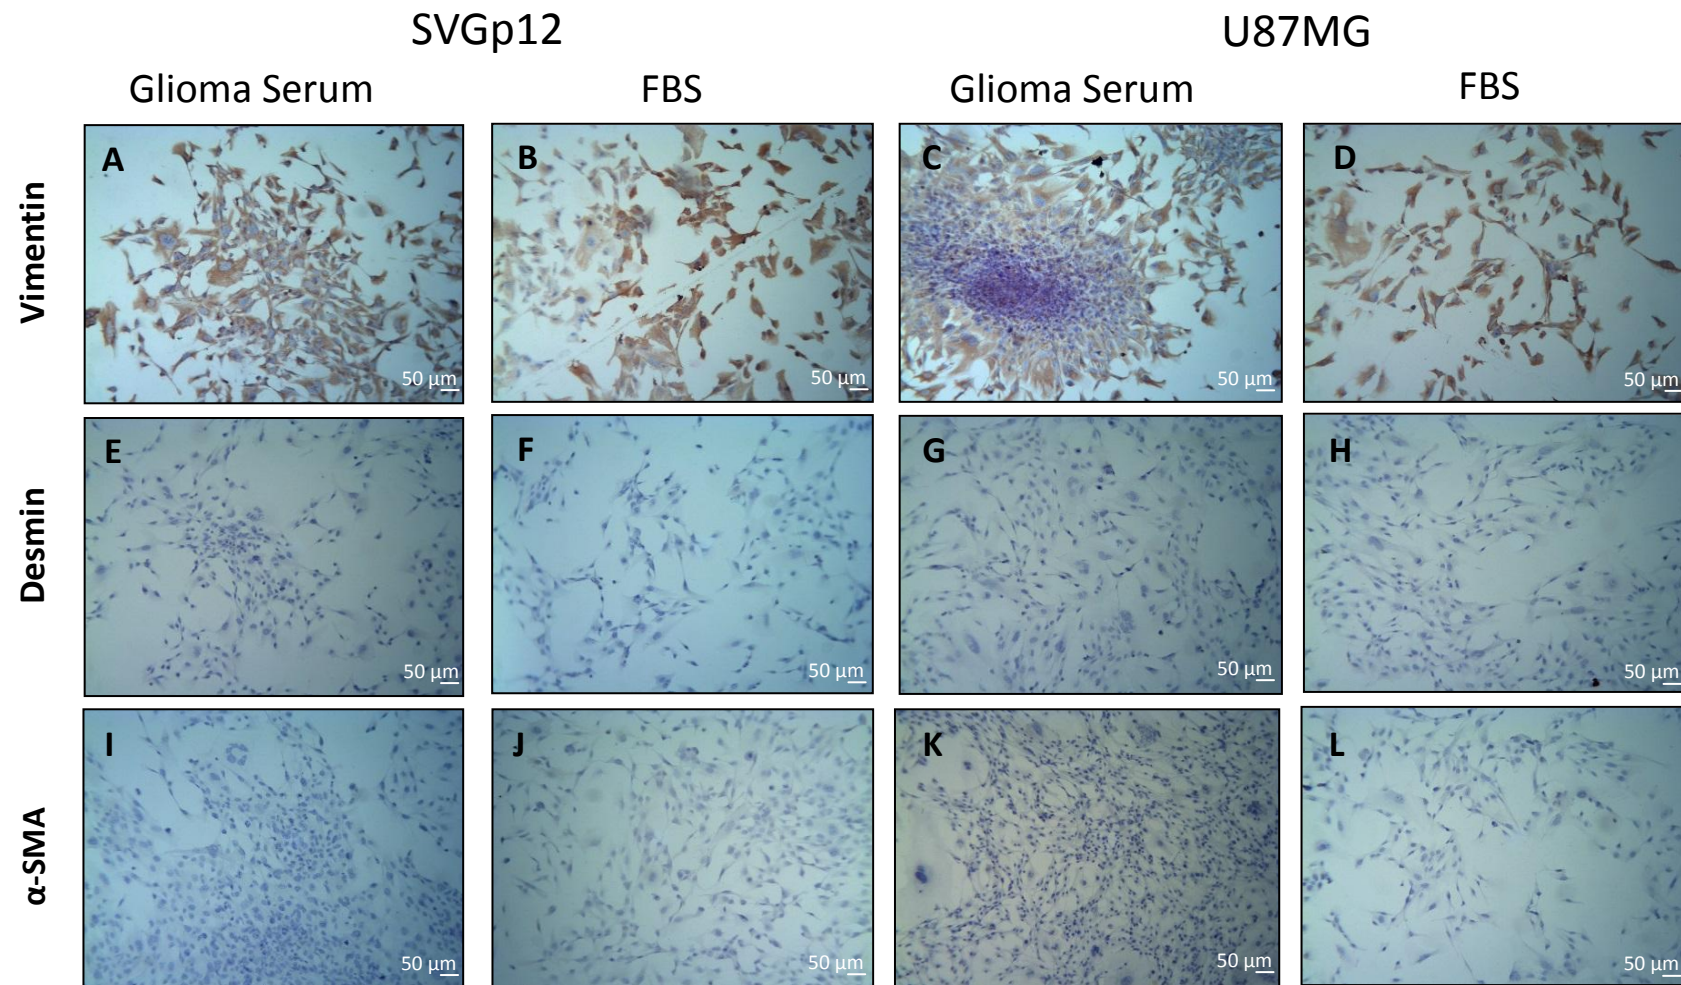 SVGp12 U87MG
Glioma Serum FBS Glioma Serum FBS
Vimentin
A B C D
50 µm 50 µm 50 µm 50 µm
Desmin
E F G H
50 µm 50 µm 50 µm 50 µm
α-SMA
I J K L
50 µm 50 µm 50 µm 50 µm